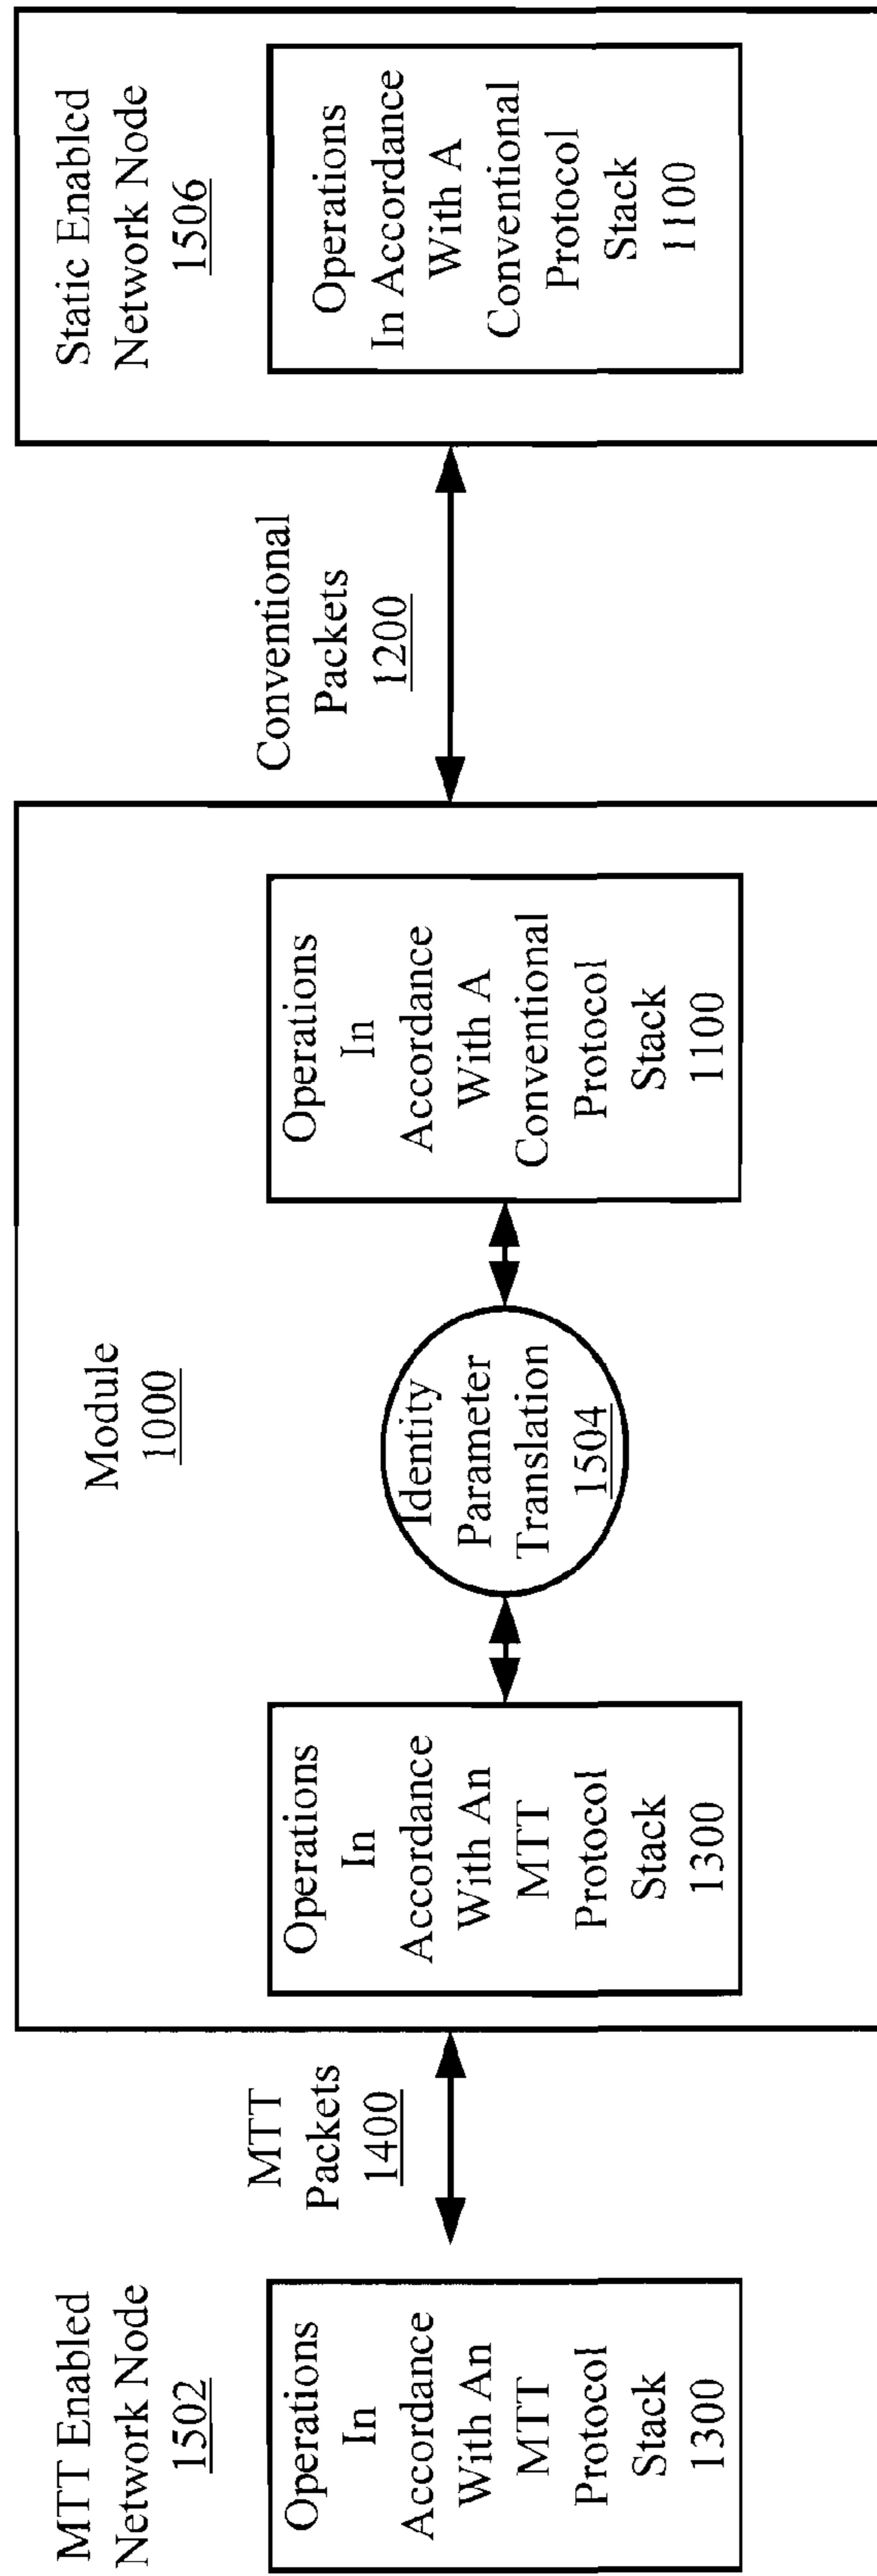 MTT Enabled
Network Node
1502
Operations
In
Accordance
With An
MTT
Protocol
Stack
1300
MTT
Packets
1400
Module
1000
Operations
In
Accordance
With An
MTT
Protocol
Stack
1300
Identity
Parameter
Translation
1504
Operations
In
Accordance
With A
Conventional
Protocol
Stack
1100
Conventional
Packets
1200
Static Enabled
Network Node
1506
Operations
In Accordance
With A
Conventional
Protocol
Stack
1100